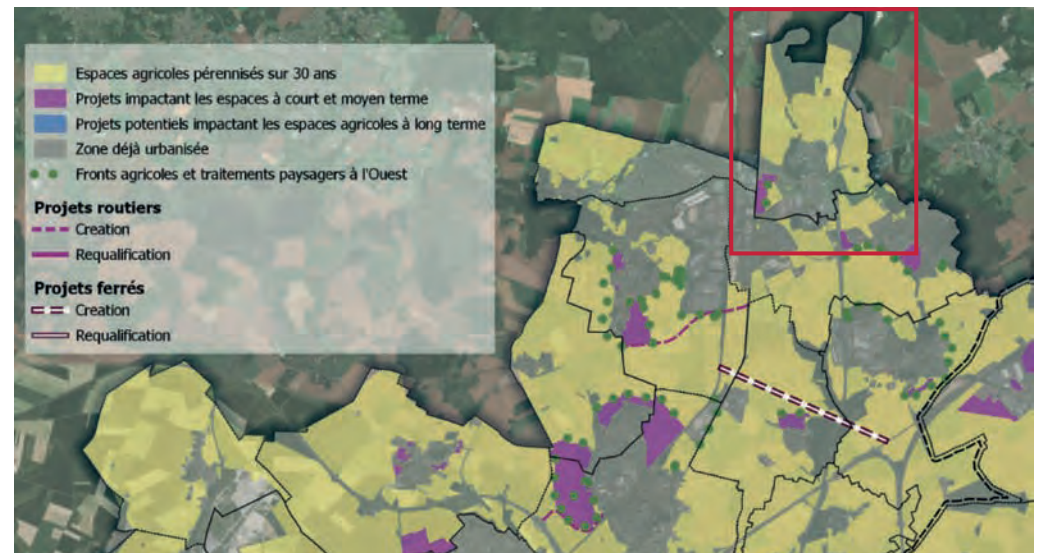 Espaces agricoles pérennisés sur 30 ans
Projets impactant les espaces à court et moyen terme
Projets potentiels impactant les espaces agricoles à long terme
Zone déjà urbanisée
Fronts agricoles et traitements paysagers à l'Ouest
Projets routiers
Creation
Requalification
Projets ferrés
Creation
Requalification